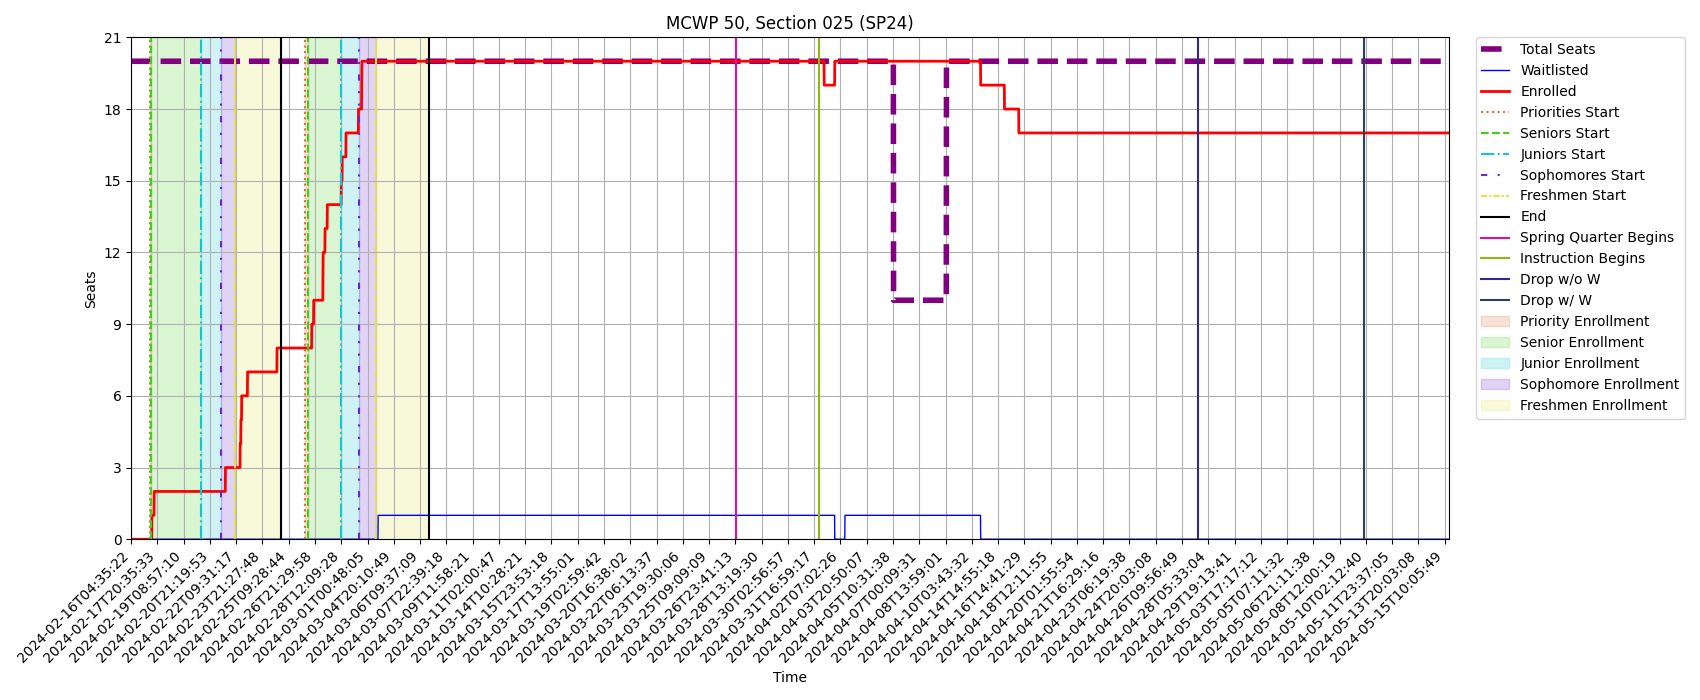 MCWP 50, Section 025 (SP24)
21
18
15
12
9
6
3
0
Seats
2024-02-16T04:35:22
2024-02-17T20:35:33
2024-02-19T08:57:10
2024-02-20T21:19:53
2024-02-22T09:31:17
2024-02-23T21:27:48
2024-02-25T09:28:44
2024-02-26T21:29:58
2024-02-28T12:09:28
2024-03-01T00:48:05
2024-03-04T20:10:49
2024-03-06T09:37:09
2024-03-07T22:39:18
2024-03-09T11:58:21
2024-03-11T02:00:47
2024-03-14T10:28:21
2024-03-15T23:53:18
2024-03-17T13:55:01
2024-03-19T02:59:42
2024-03-20T16:38:02
2024-03-22T06:13:37
2024-03-23T19:30:06
2024-03-25T09:09:09
2024-03-26T23:41:13
2024-03-28T13:19:30
2024-03-30T02:56:57
2024-03-31T16:59:17
2024-04-02T07:02:26
2024-04-03T20:50:07
2024-04-05T10:31:38
2024-04-07T00:09:31
2024-04-08T13:59:01
2024-04-10T03:43:32
2024-04-14T14:55:18
2024-04-16T14:41:29
2024-04-18T12:11:55
2024-04-20T01:55:54
2024-04-21T16:29:16
2024-04-23T06:19:38
2024-04-24T20:03:08
2024-04-26T09:56:49
2024-04-28T05:33:04
2024-04-29T19:13:41
2024-05-03T17:17:12
2024-05-05T07:11:32
2024-05-06T21:11:38
2024-05-08T12:00:19
2024-05-10T02:12:40
2024-05-11T23:37:05
2024-05-13T20:03:08
2024-05-15T10:05:49
Time
Total Seats
Waitlisted
Enrolled
Priorities Start
Seniors Start
Juniors Start
Sophomores Start
Freshmen Start
End
Spring Quarter Begins
Instruction Begins
Drop w/o W
Drop w/ W
Priority Enrollment
Senior Enrollment
Junior Enrollment
Sophomore Enrollment
Freshmen Enrollment